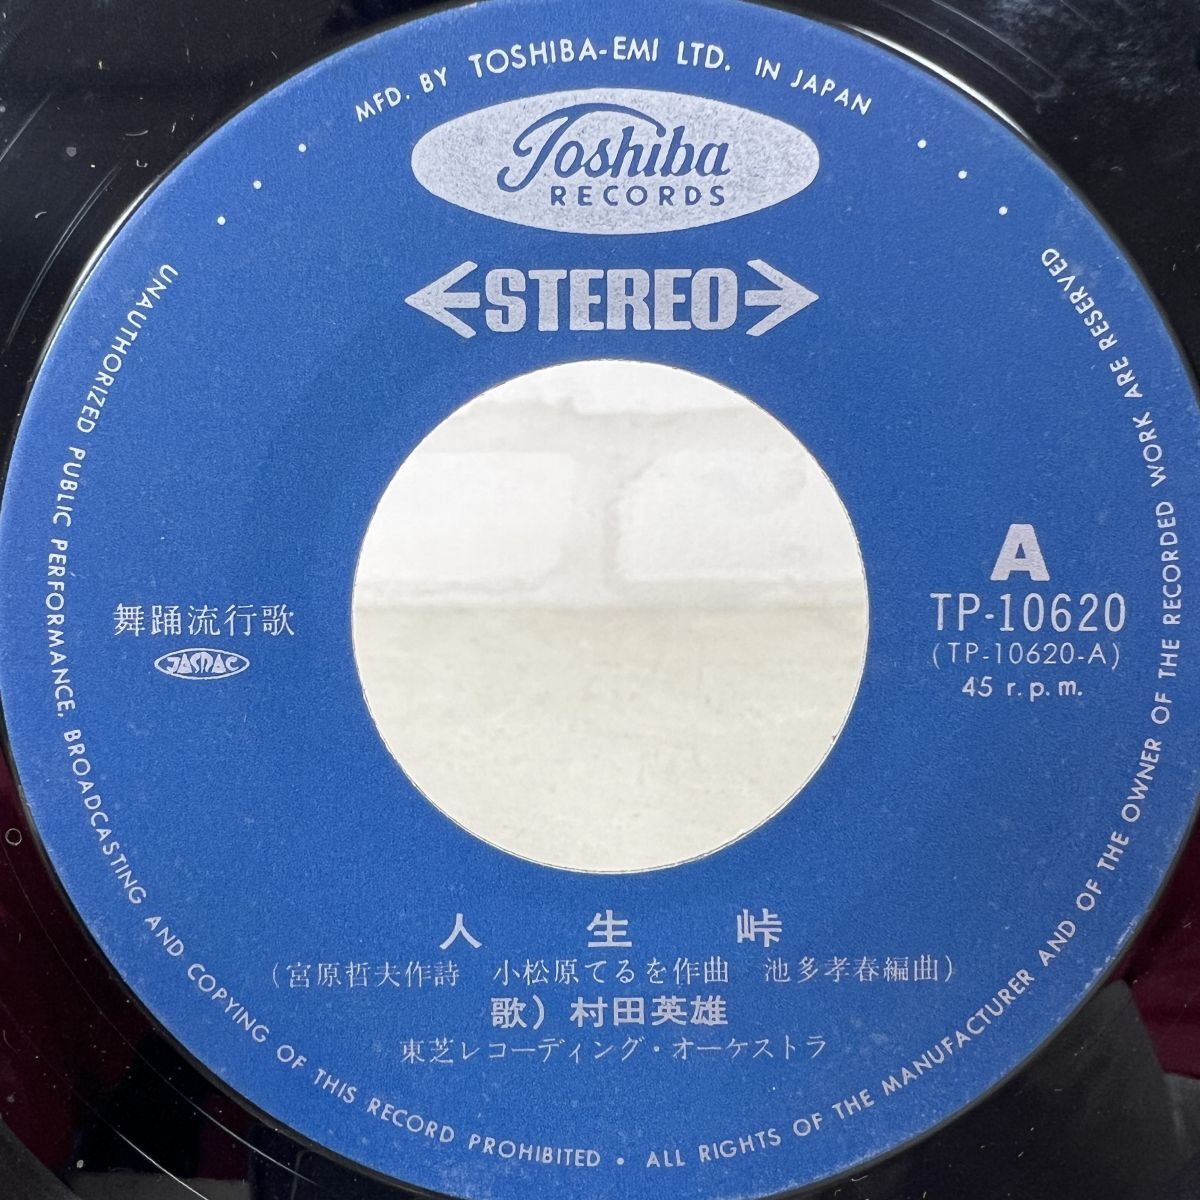 MFD. BY TOSHIBA-EMI LTD. IN JAPAN
Toshiba
RECORDS
STEREO
A
TP-10620
(TP-10620-A)
45 r.p.m.
舞踊流行歌
JASRAC
人生峠
(宮原哲夫作詩 小松原てるを作曲 池多孝春編曲)
歌) 村田英雄
東芝レコーディング・オーケストラ
UNAUTHORIZED PUBLIC PERFORMANCE, BROADCASTING AND COPYING OF THIS RECORD PROHIBITED • ALL RIGHTS OF THE MANUFACTURER AND OF THE OWNER OF THE RECORDED WORK ARE RESERVED